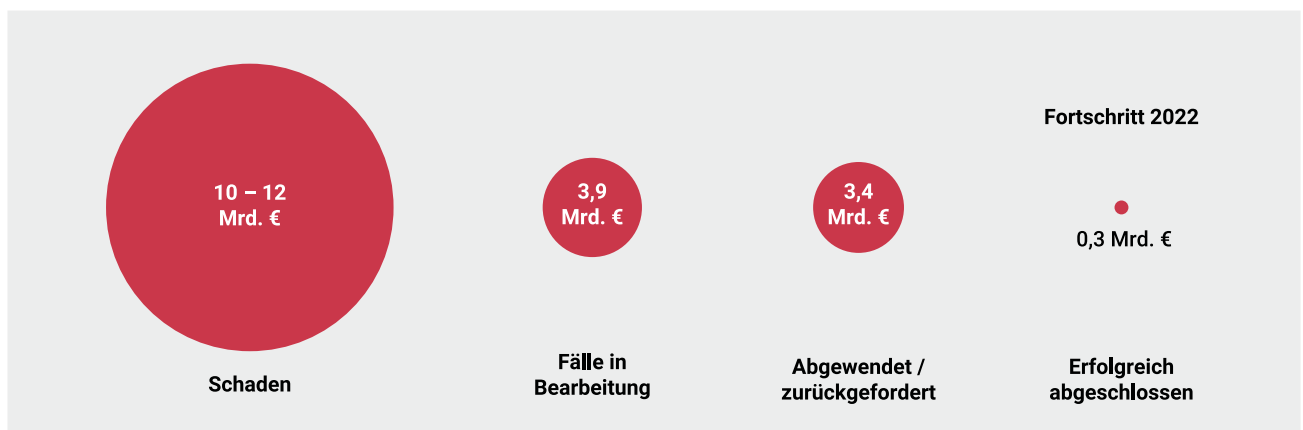 10 – 12
Mrd. €
Schaden
3,9
Mrd. €
Fälle in
Bearbeitung
3,4
Mrd. €
Abgewendet /
zurückgefordert
Fortschritt 2022
0,3 Mrd. €
Erfolgreich
abgeschlossen